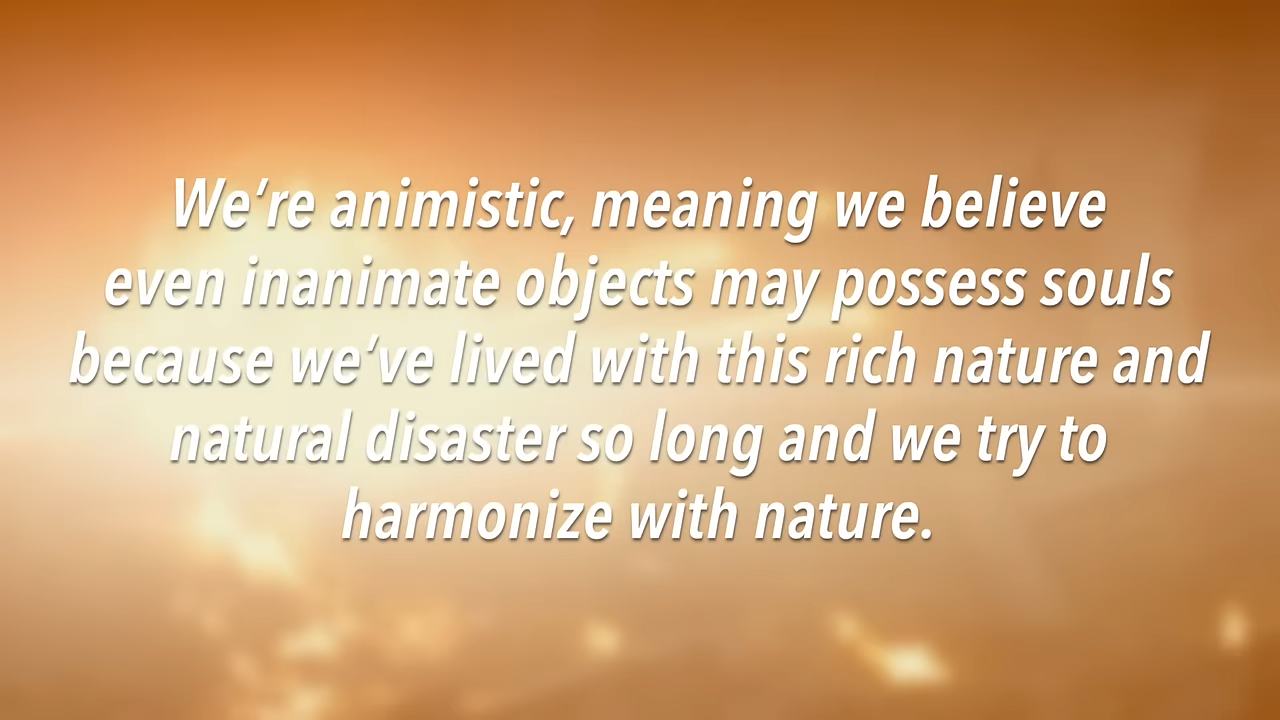 We’re animistic, meaning we believe
even inanimate objects may possess souls
because we’ve lived with this rich nature and
natural disaster so long and we try to
harmonize with nature.